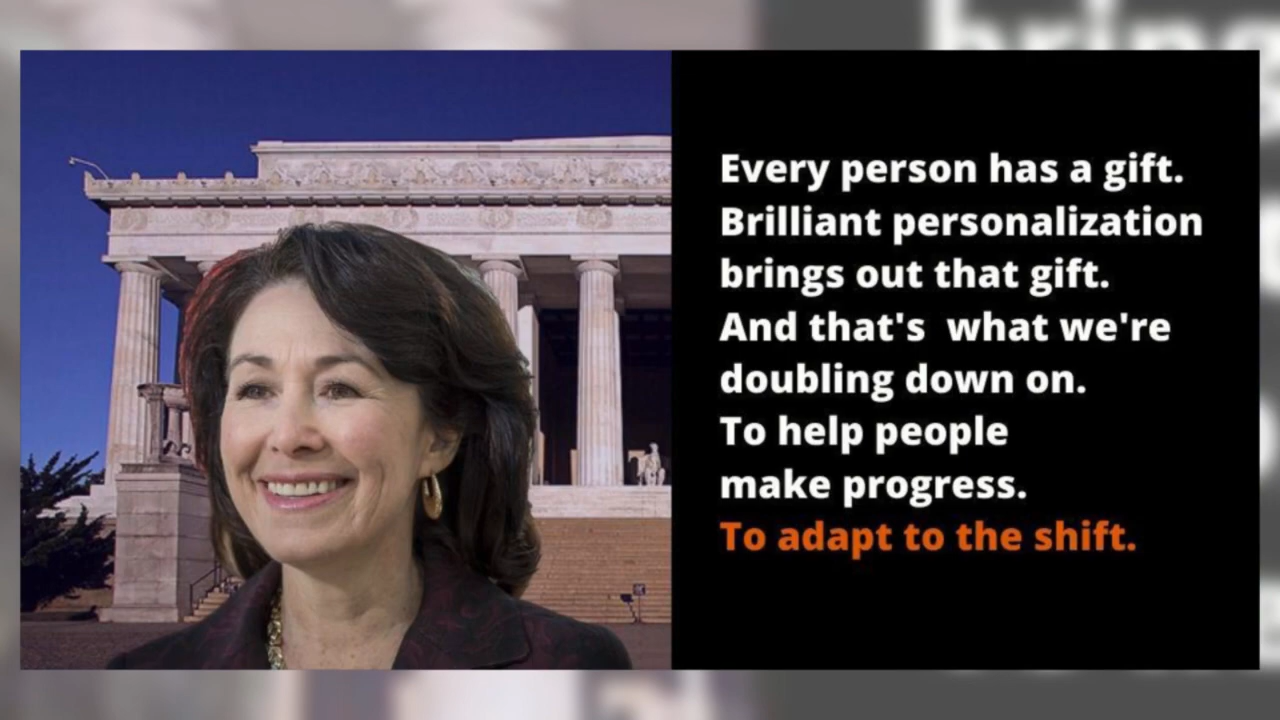 Every person has a gift.
Brilliant personalization
brings out that gift.
And that's  what we're
doubling down on.
To help people
make progress.
To adapt to the shift.